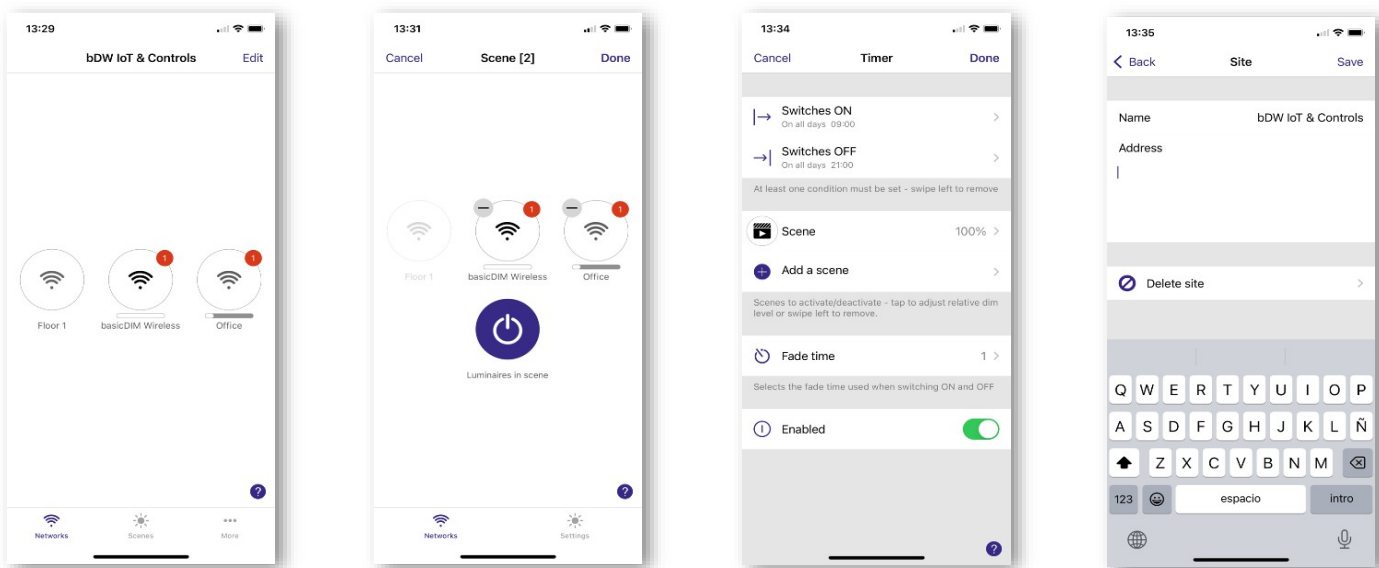 13:29
bDW IoT & Controls Edit
1 1
Floor 1 basicDIM Wireless Office
?
Networks Scenes More
13:31
Cancel Scene [2] Done
1 1
Floor 1 basicDIM Wireless Office
Luminaires in scene
?
Networks Settings
13:34
Cancel Timer Done
Switches ON
On all days 09:00
Switches OFF
On all days 21:00
At least one condition must be set - swipe left to remove
Scene 100%
Add a scene
Scenes to activate/deactivate - tap to adjust relative dim
level or swipe left to remove.
Fade time 1
Selects the fade time used when switching ON and OFF
Enabled
?
13:35
Back Site Save
Name bDW IoT & Controls
Address
Delete site
Q W E R T Y U I O P
A S D F G H J K L Ñ
Z X C V B N M
123 espacio intro